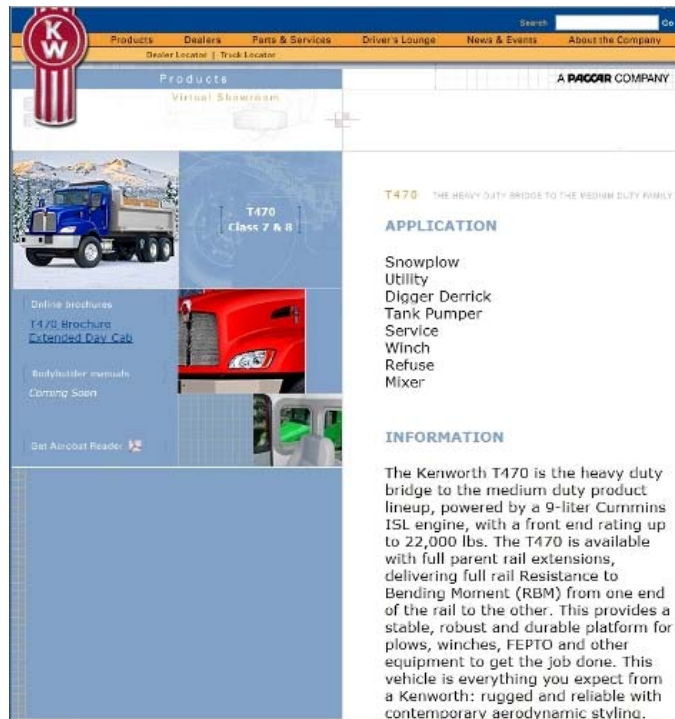 Search
Go
KW
Products Dealers Parts & Services Driver's Lounge News & Events About the Company
Dealer Locator | Truck Locator
Products
A PACCAR COMPANY
Virtual Showroom
T470
Class 7 & 8
Online brochures
T470 Brochure
Extended Day Cab
Bodybuilder manuals
Coming Soon
Get Acrobat Reader
T470 THE HEAVY DUTY BRIDGE TO THE MEDIUM DUTY FAMILY
APPLICATION
Snowplow
Utility
Digger Derrick
Tank Pumper
Service
Winch
Refuse
Mixer
INFORMATION
The Kenworth T470 is the heavy duty
bridge to the medium duty product
lineup, powered by a 9-liter Cummins
ISL engine, with a front end rating up
to 22,000 lbs. The T470 is available
with full parent rail extensions,
delivering full rail Resistance to
Bending Moment (RBM) from one end
of the rail to the other. This provides a
stable, robust and durable platform for
plows, winches, FEPTO and other
equipment to get the job done. This
vehicle is everything you expect from
a Kenworth: rugged and reliable with
contemporary aerodynamic styling.